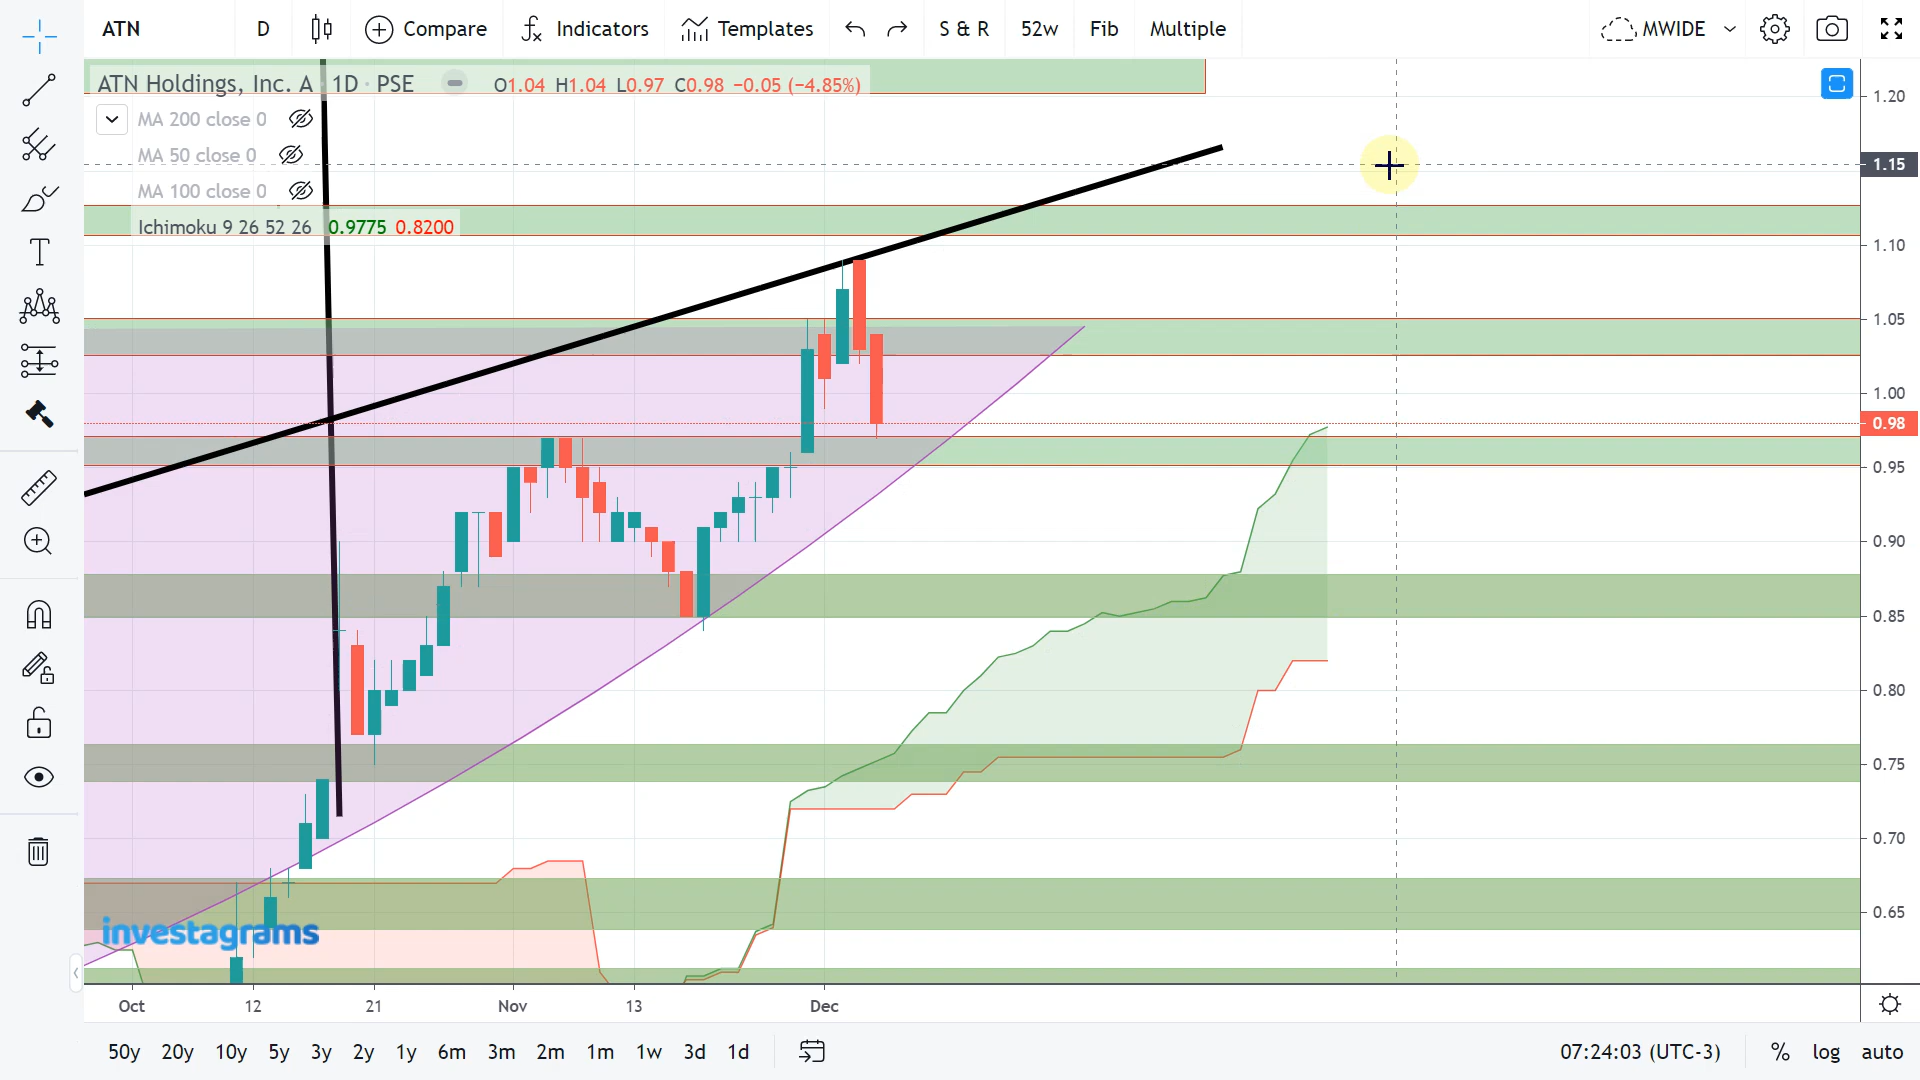 ATN
D
Compare
Indicators
Templates
S & R
52w
Fib
Multiple
MWIDE
ATN Holdings, Inc. A · 1D · PSE
O1.04 H1.04 L0.97 C0.98 −0.05 (−4.85%)
MA 200 close 0
MA 50 close 0
MA 100 close 0
Ichimoku 9 26 52 26 0.9775 0.8200
1.20
1.15
1.10
1.05
1.00
0.98
0.95
0.90
0.85
0.80
0.75
0.70
0.65
investagrams
Oct 12 21 Nov 13 Dec
50y 20y 10y 5y 3y 2y 1y 6m 3m 2m 1m 1w 3d 1d
07:24:03 (UTC-3) % log auto